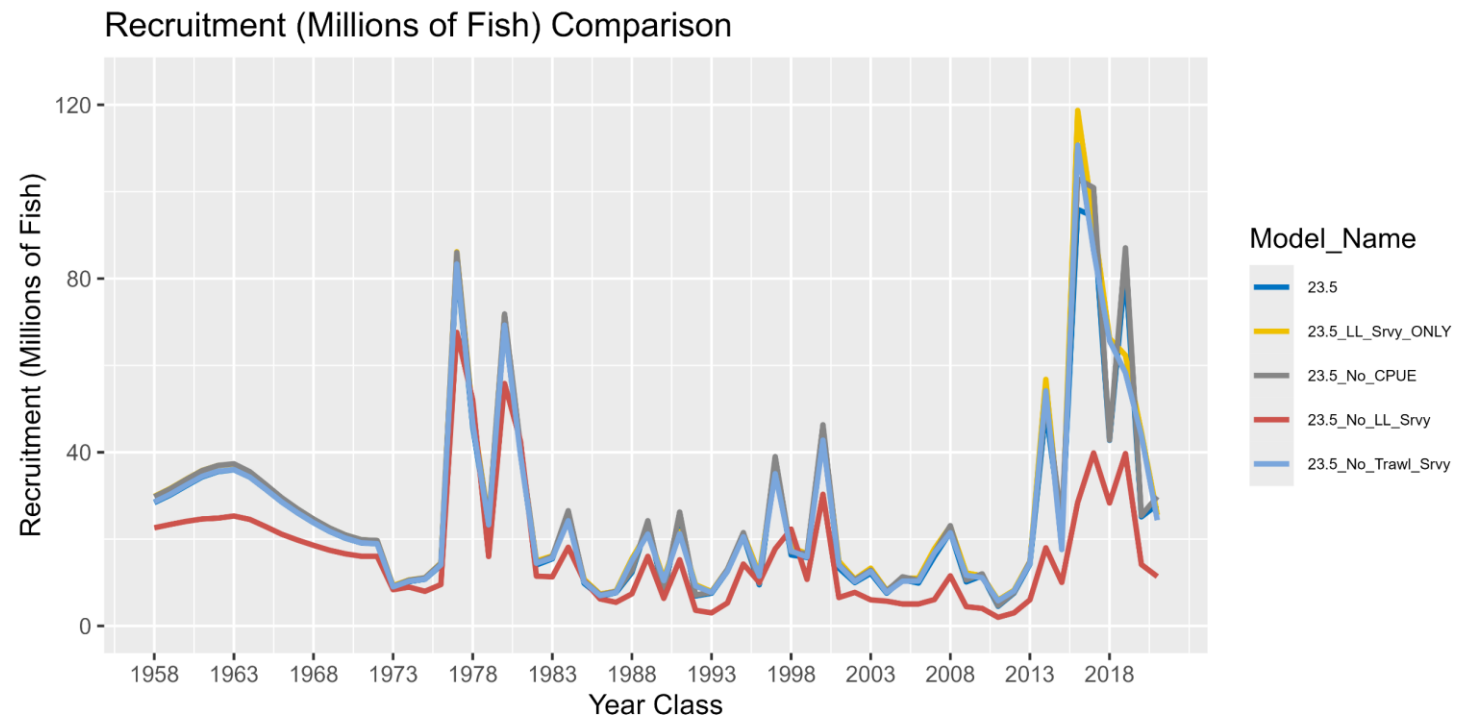 Recruitment (Millions of Fish) Comparison
Recruitment (Millions of Fish)
120
80
40
0
1958 1963 1968 1973 1978 1983 1988 1993 1998 2003 2008 2013 2018
Year Class
Model_Name
23.5
23.5_LL_Srvy_ONLY
23.5_No_CPUE
23.5_No_LL_Srvy
23.5_No_Trawl_Srvy